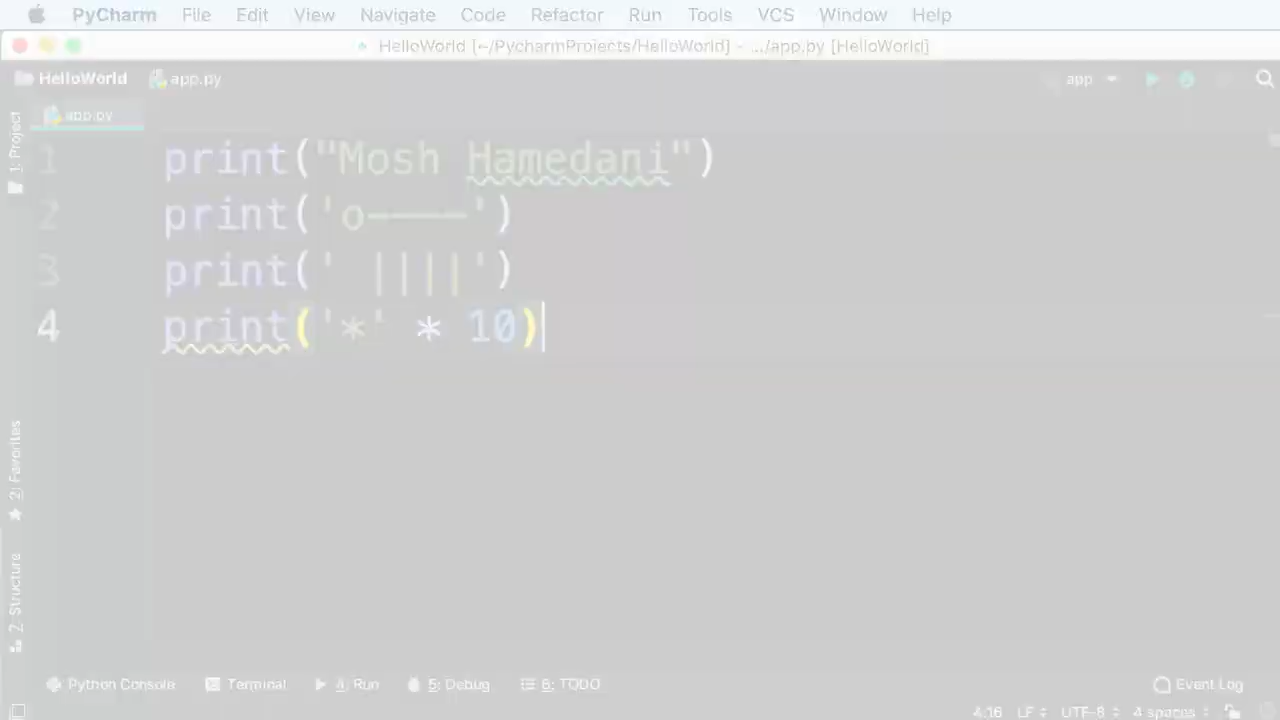 PyCharm File Edit View Navigate Code Refactor Run Tools VCS Window Help
HelloWorld [~/PycharmProjects/HelloWorld] - .../app.py [HelloWorld]
HelloWorld app.py app
app.py
1: Project
1 print("Mosh Hamedani")
2 print('o----')
3 print(' ||||')
4 print('*' * 10)
2: Favorites
7: Structure
Python Console Terminal 4: Run 5: Debug 6: TODO Event Log
4:16 LF UTF-8 4 spaces